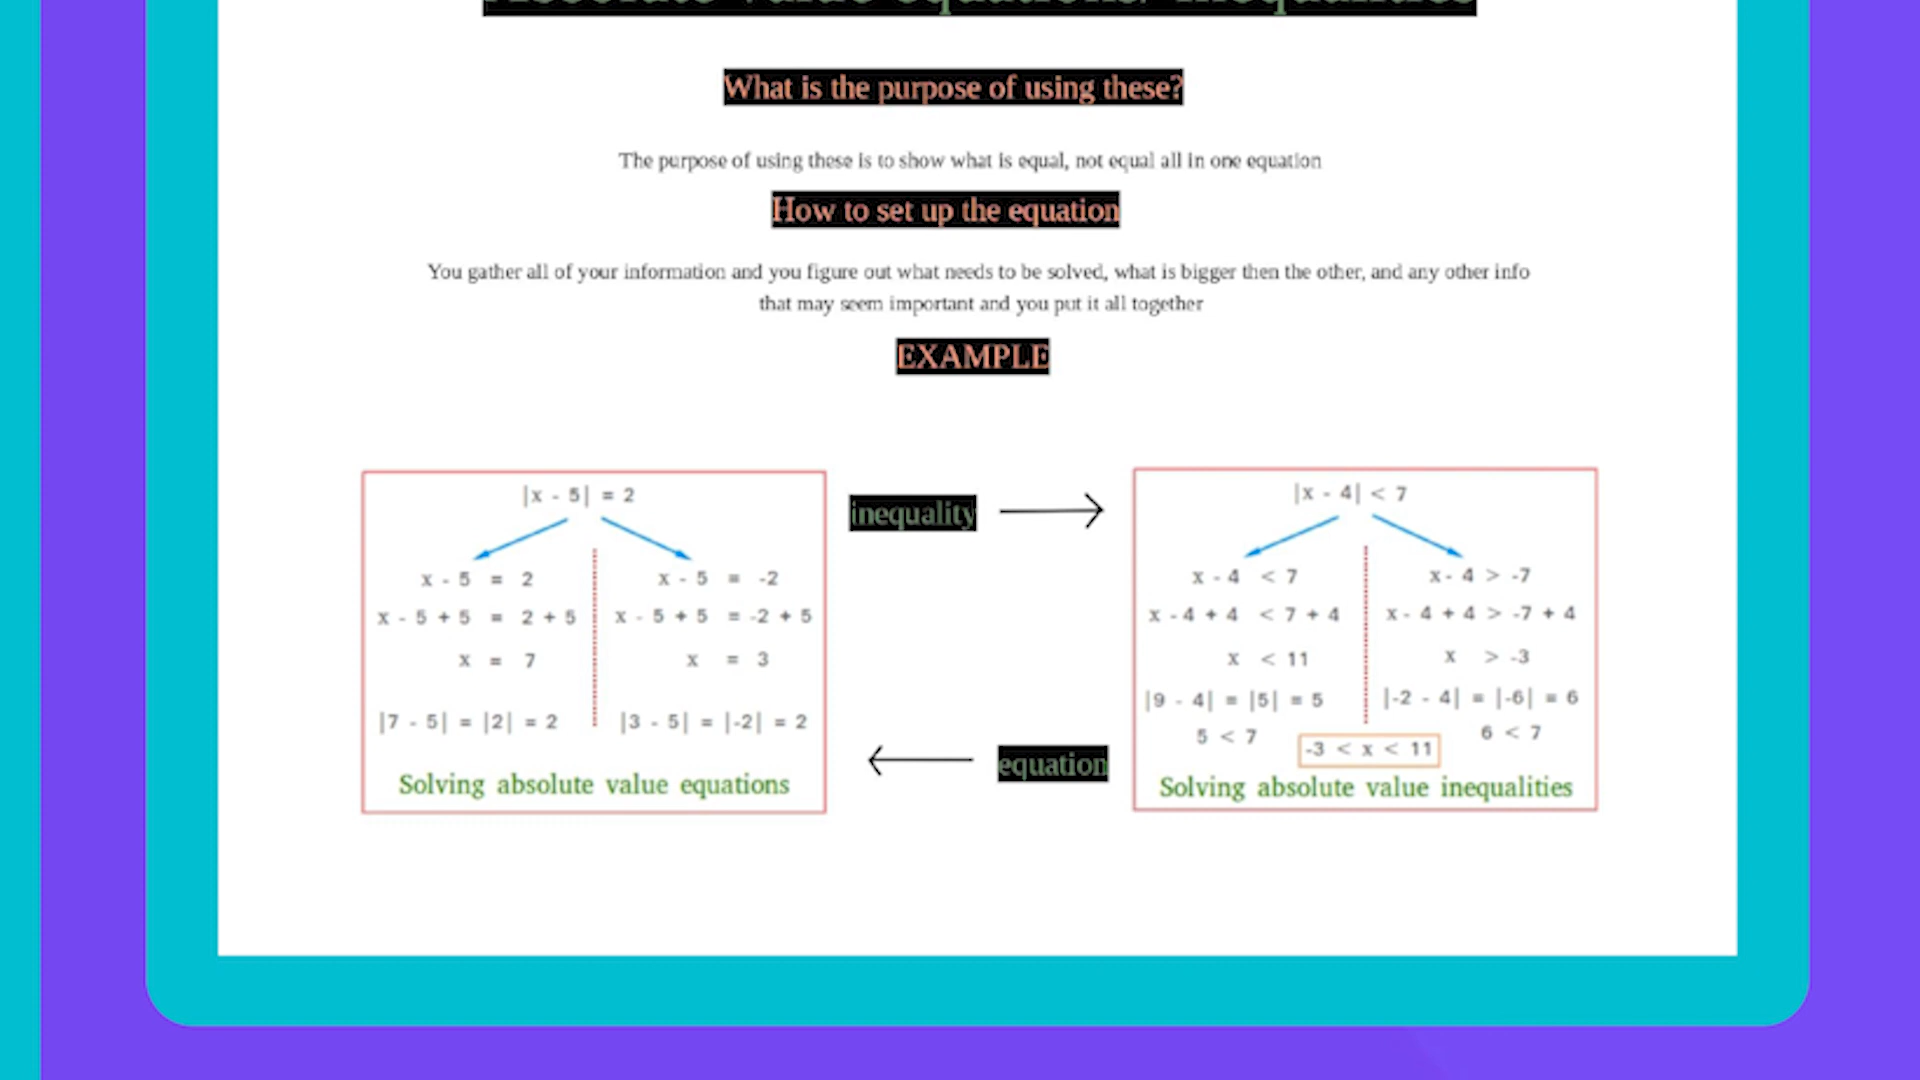 Absolute value equations/ inequalities
What is the purpose of using these?
The purpose of using these is to show what is equal, not equal all in one equation
How to set up the equation
You gather all of your information and you figure out what needs to be solved, what is bigger then the other, and any other info
that may seem important and you put it all together
EXAMPLE
|x - 5| = 2
x - 5 = 2
x - 5 = -2
x - 5 + 5 = 2 + 5
x - 5 + 5 = -2 + 5
x = 7
x = 3
|7 - 5| = |2| = 2
|3 - 5| = |-2| = 2
Solving absolute value equations
inequality
equation
|x - 4| < 7
x - 4 < 7
x - 4 > -7
x - 4 + 4 < 7 + 4
x - 4 + 4 > -7 + 4
x < 11
x > -3
|9 - 4| = |5| = 5
|-2 - 4| = |-6| = 6
5 < 7
6 < 7
-3 < x < 11
Solving absolute value inequalities